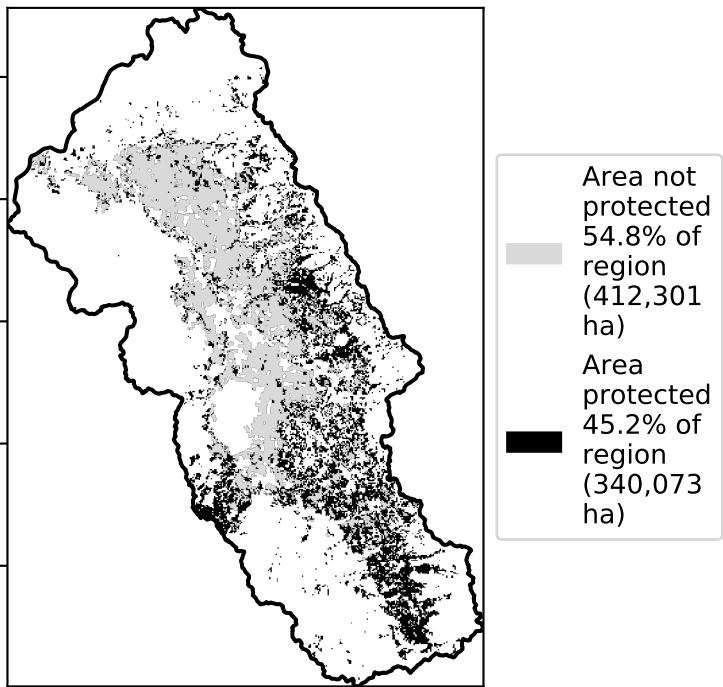 Area not
protected
54.8% of
region
(412,301
ha)
Area
protected
45.2% of
region
(340,073
ha)